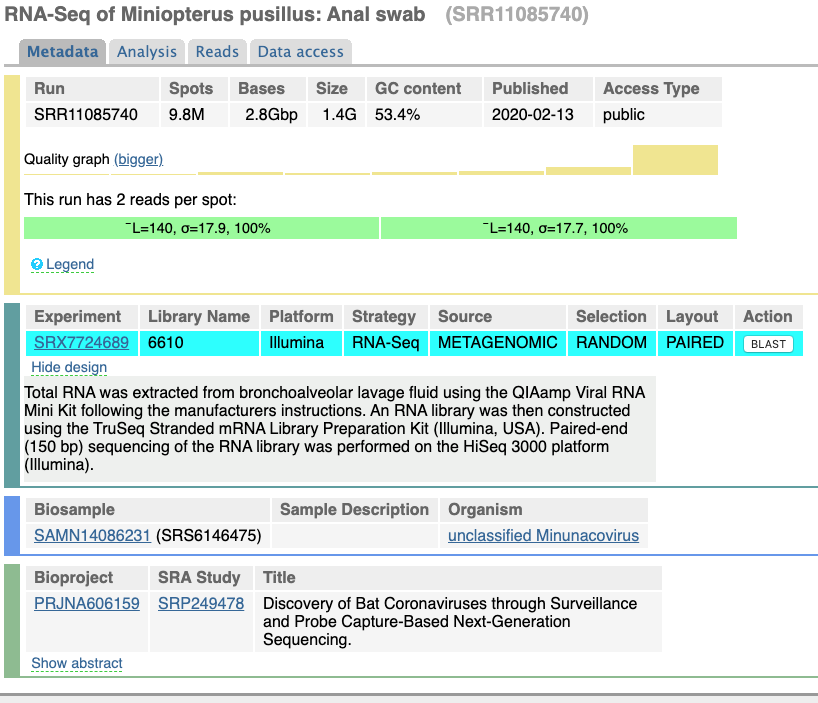 RNA-Seq of Miniopterus pusillus: Anal swab (SRR11085740)
Metadata Analysis Reads Data access
Run Spots Bases Size GC content Published Access Type
SRR11085740 9.8M 2.8Gbp 1.4G 53.4% 2020-02-13 public
Quality graph (bigger)
This run has 2 reads per spot:
‾L=140, σ=17.9, 100% ‾L=140, σ=17.7, 100%
Legend
Experiment Library Name Platform Strategy Source Selection Layout Action
SRX7724689 6610 Illumina RNA-Seq METAGENOMIC RANDOM PAIRED BLAST
Hide design
Total RNA was extracted from bronchoalveolar lavage fluid using the QIAamp Viral RNA
Mini Kit following the manufacturers instructions. An RNA library was then constructed
using the TruSeq Stranded mRNA Library Preparation Kit (Illumina, USA). Paired-end
(150 bp) sequencing of the RNA library was performed on the HiSeq 3000 platform
(Illumina).
Biosample Sample Description Organism
SAMN14086231 (SRS6146475) unclassified Minunacovirus
Bioproject SRA Study Title
PRJNA606159 SRP249478 Discovery of Bat Coronaviruses through Surveillance
and Probe Capture-Based Next-Generation
Sequencing.
Show abstract